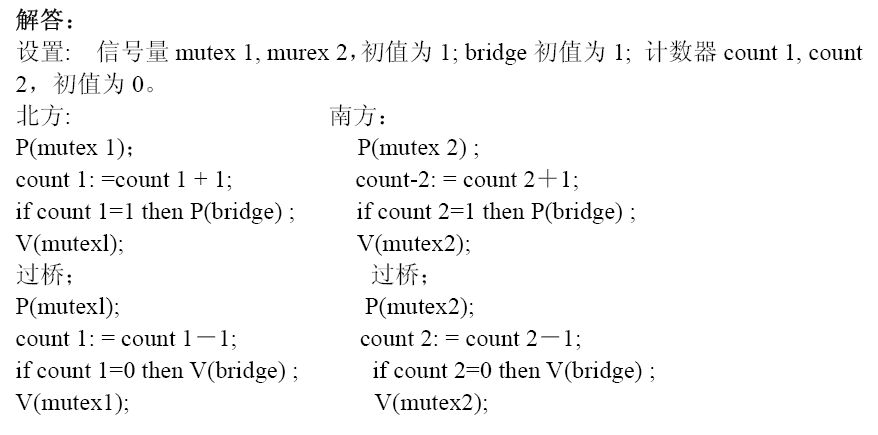 解答：
设置： 信号量 mutex 1, murex 2，初值为 1; bridge 初值为 1; 计数器 count 1, count
2，初值为 0。
北方： 南方：
P(mutex 1)； P(mutex 2) ;
count 1: =count 1 + 1; count-2: = count 2＋1;
if count 1=1 then P(bridge) ; if count 2=1 then P(bridge) ;
V(mutexl); V(mutex2);
过桥； 过桥；
P(mutexl); P(mutex2);
count 1: = count 1－1; count 2: = count 2－1;
if count 1=0 then V(bridge) ; if count 2=0 then V(bridge) ;
V(mutex1); V(mutex2);